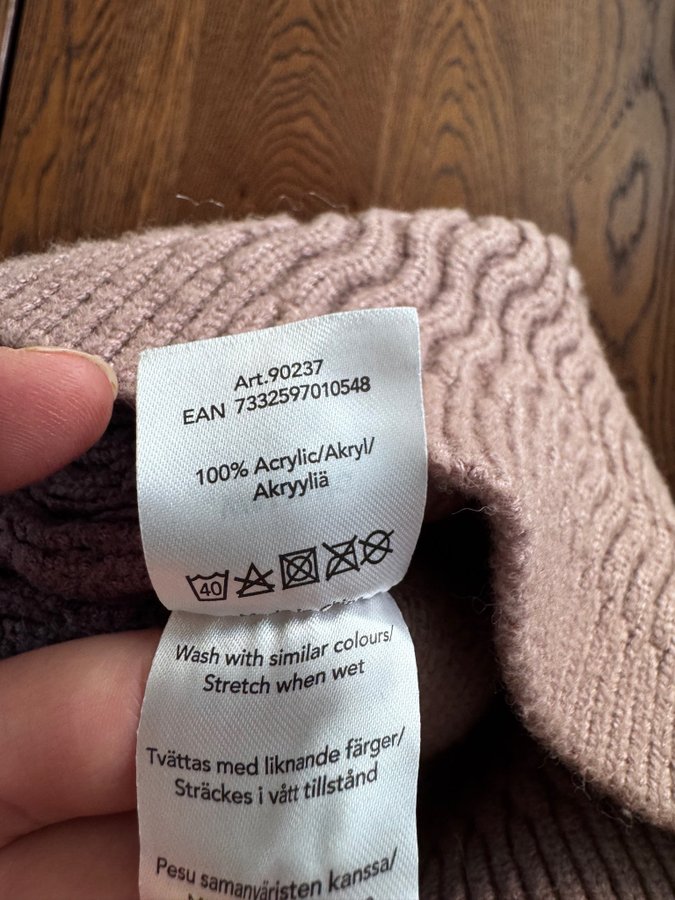 Art.90237
EAN 7332597010548
100% Acrylic/Akryl/
Akryyliä
40
Wash with similar colours/
Stretch when wet
Tvättas med liknande färger/
Sträckes i vått tillstånd
Pesu samanväristen kanssa/